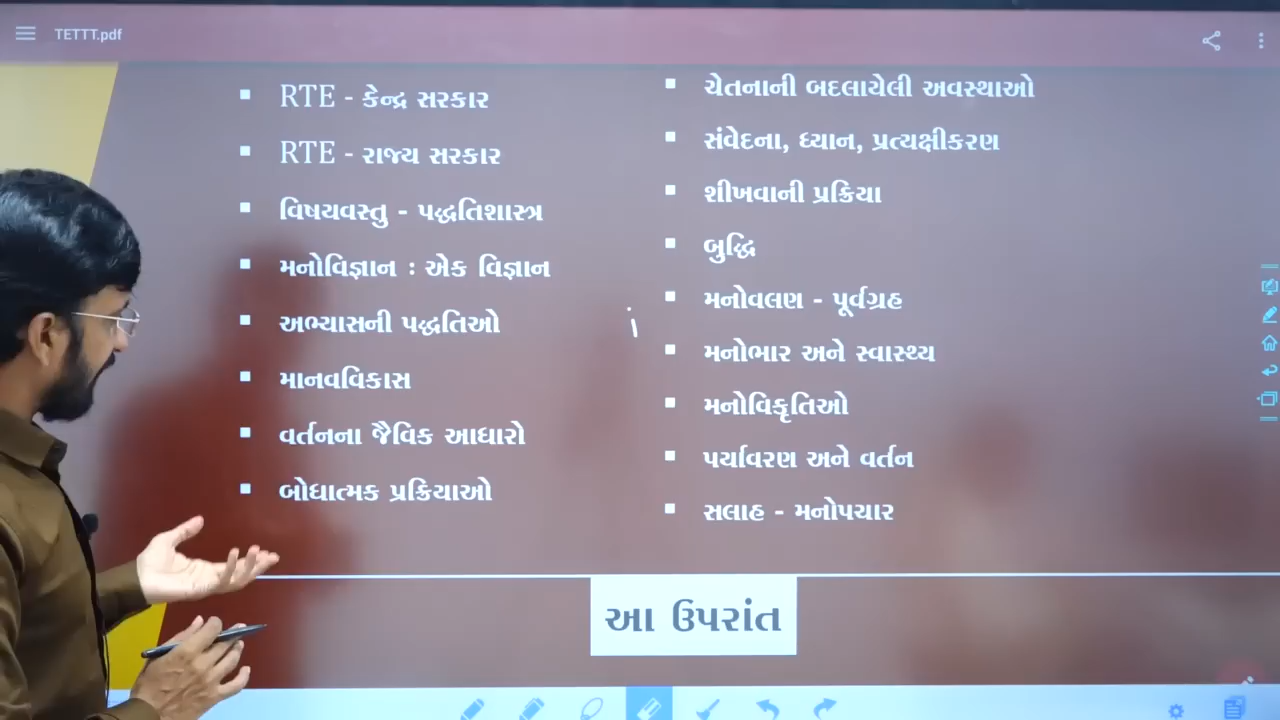 TETTT.pdf
RTE - કેન્દ્ર સરકાર
RTE - રાજ્ય સરકાર
વિષયવસ્તુ - પદ્ધતિશાસ્ત્ર
મનોવિજ્ઞાન : એક વિજ્ઞાન
અભ્યાસની પદ્ધતિઓ
માનવવિકાસ
વર્તનના જૈવિક આધારો
બોધાત્મક પ્રક્રિયાઓ
ચેતનાની બદલાયેલી અવસ્થાઓ
સંવેદના, ધ્યાન, પ્રત્યક્ષીકરણ
શીખવાની પ્રક્રિયા
બુદ્ધિ
મનોવલણ - પૂર્વગ્રહ
મનોભાર અને સ્વાસ્થ્ય
મનોવિકૃતિઓ
પર્યાવરણ અને વર્તન
સલાહ - મનોપચાર
આ ઉપરાંત